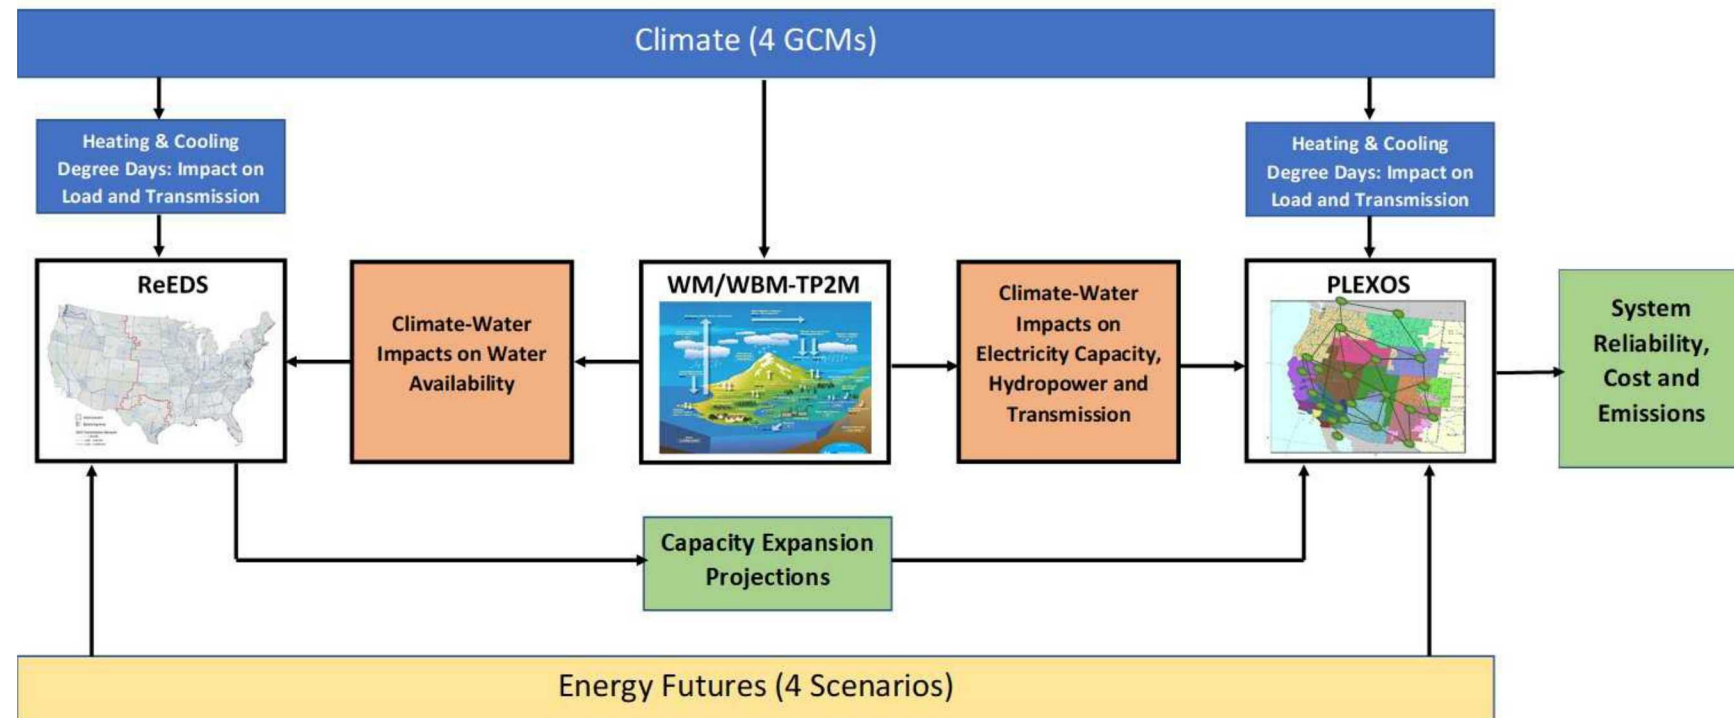 Climate (4 GCMs)
Heating & Cooling
Degree Days: Impact on
Load and Transmission
Heating & Cooling
Degree Days: Impact on
Load and Transmission
ReEDS
Climate-Water
Impacts on Water
Availability
WM/WBM-TP2M
Climate-Water
Impacts on
Electricity Capacity,
Hydropower and
Transmission
PLEXOS
System
Reliability,
Cost and
Emissions
Capacity Expansion
Projections
Energy Futures (4 Scenarios)